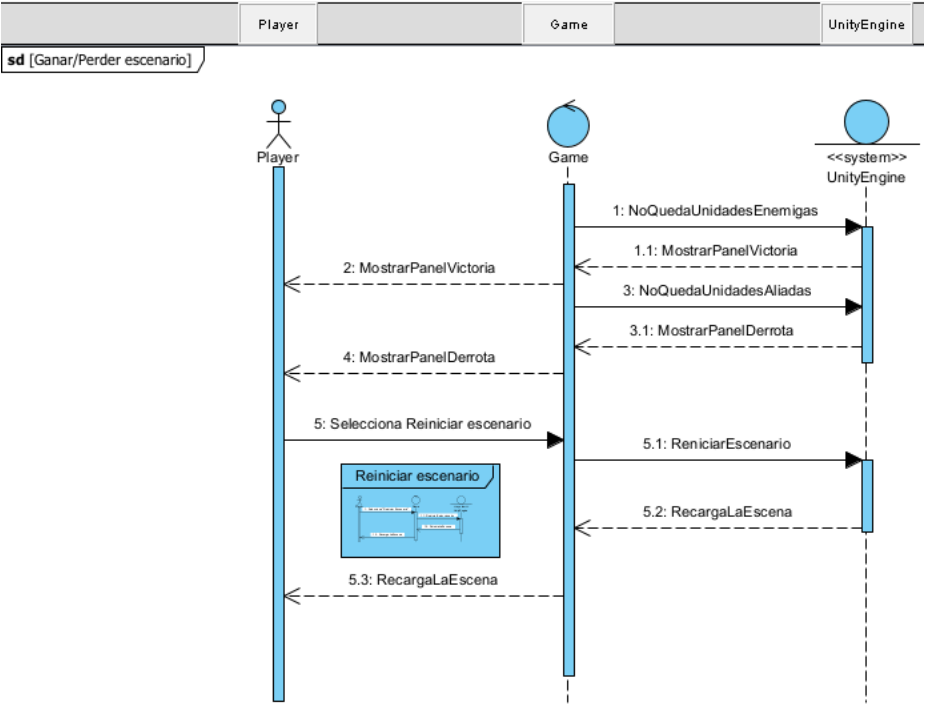 Player
Game
UnityEngine
sd [Ganar/Perder escenario]
Player
Game
<<system>>
UnityEngine
1: NoQuedaUnidadesEnemigas
1.1: MostrarPanelVictoria
2: MostrarPanelVictoria
3: NoQuedaUnidadesAliadas
3.1: MostrarPanelDerrota
4: MostrarPanelDerrota
5: Selecciona Reiniciar escenario
5.1: ReniciarEscenario
Reiniciar escenario
5.2: RecargaLaEscena
5.3: RecargaLaEscena